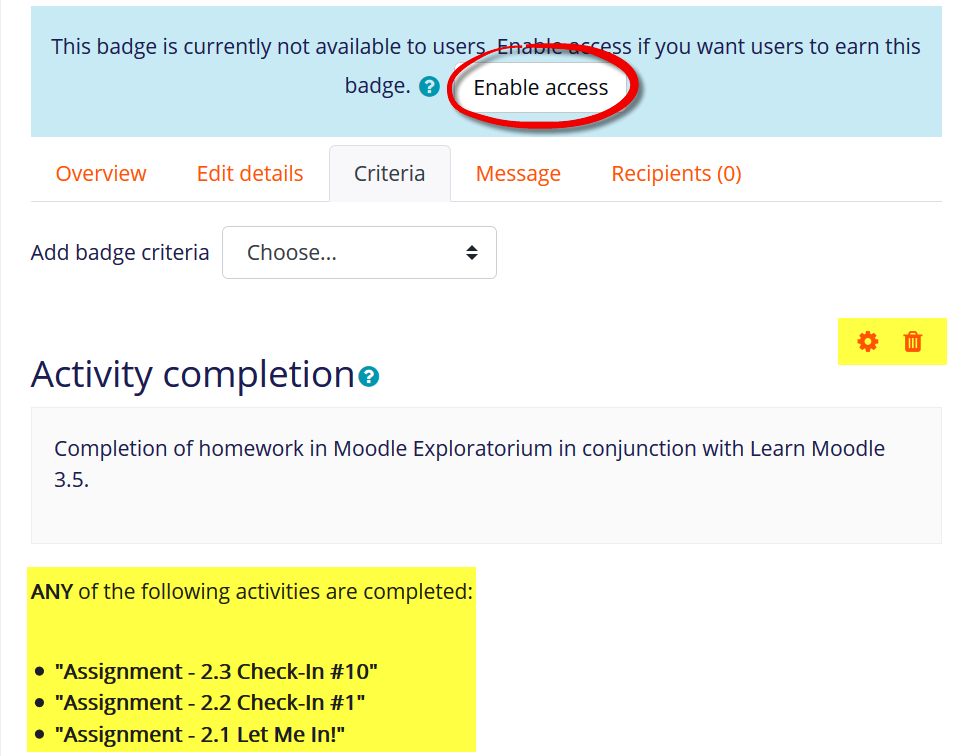 This badge is currently not available to users. Enable access if you want users to earn this
badge. ? Enable access
Overview Edit details Criteria Message Recipients (0)
Add badge criteria Choose...
Activity completion ?
Completion of homework in Moodle Exploratorium in conjunction with Learn Moodle
3.5.
ANY of the following activities are completed:
• "Assignment - 2.3 Check-In #10"
• "Assignment - 2.2 Check-In #1"
• "Assignment - 2.1 Let Me In!"